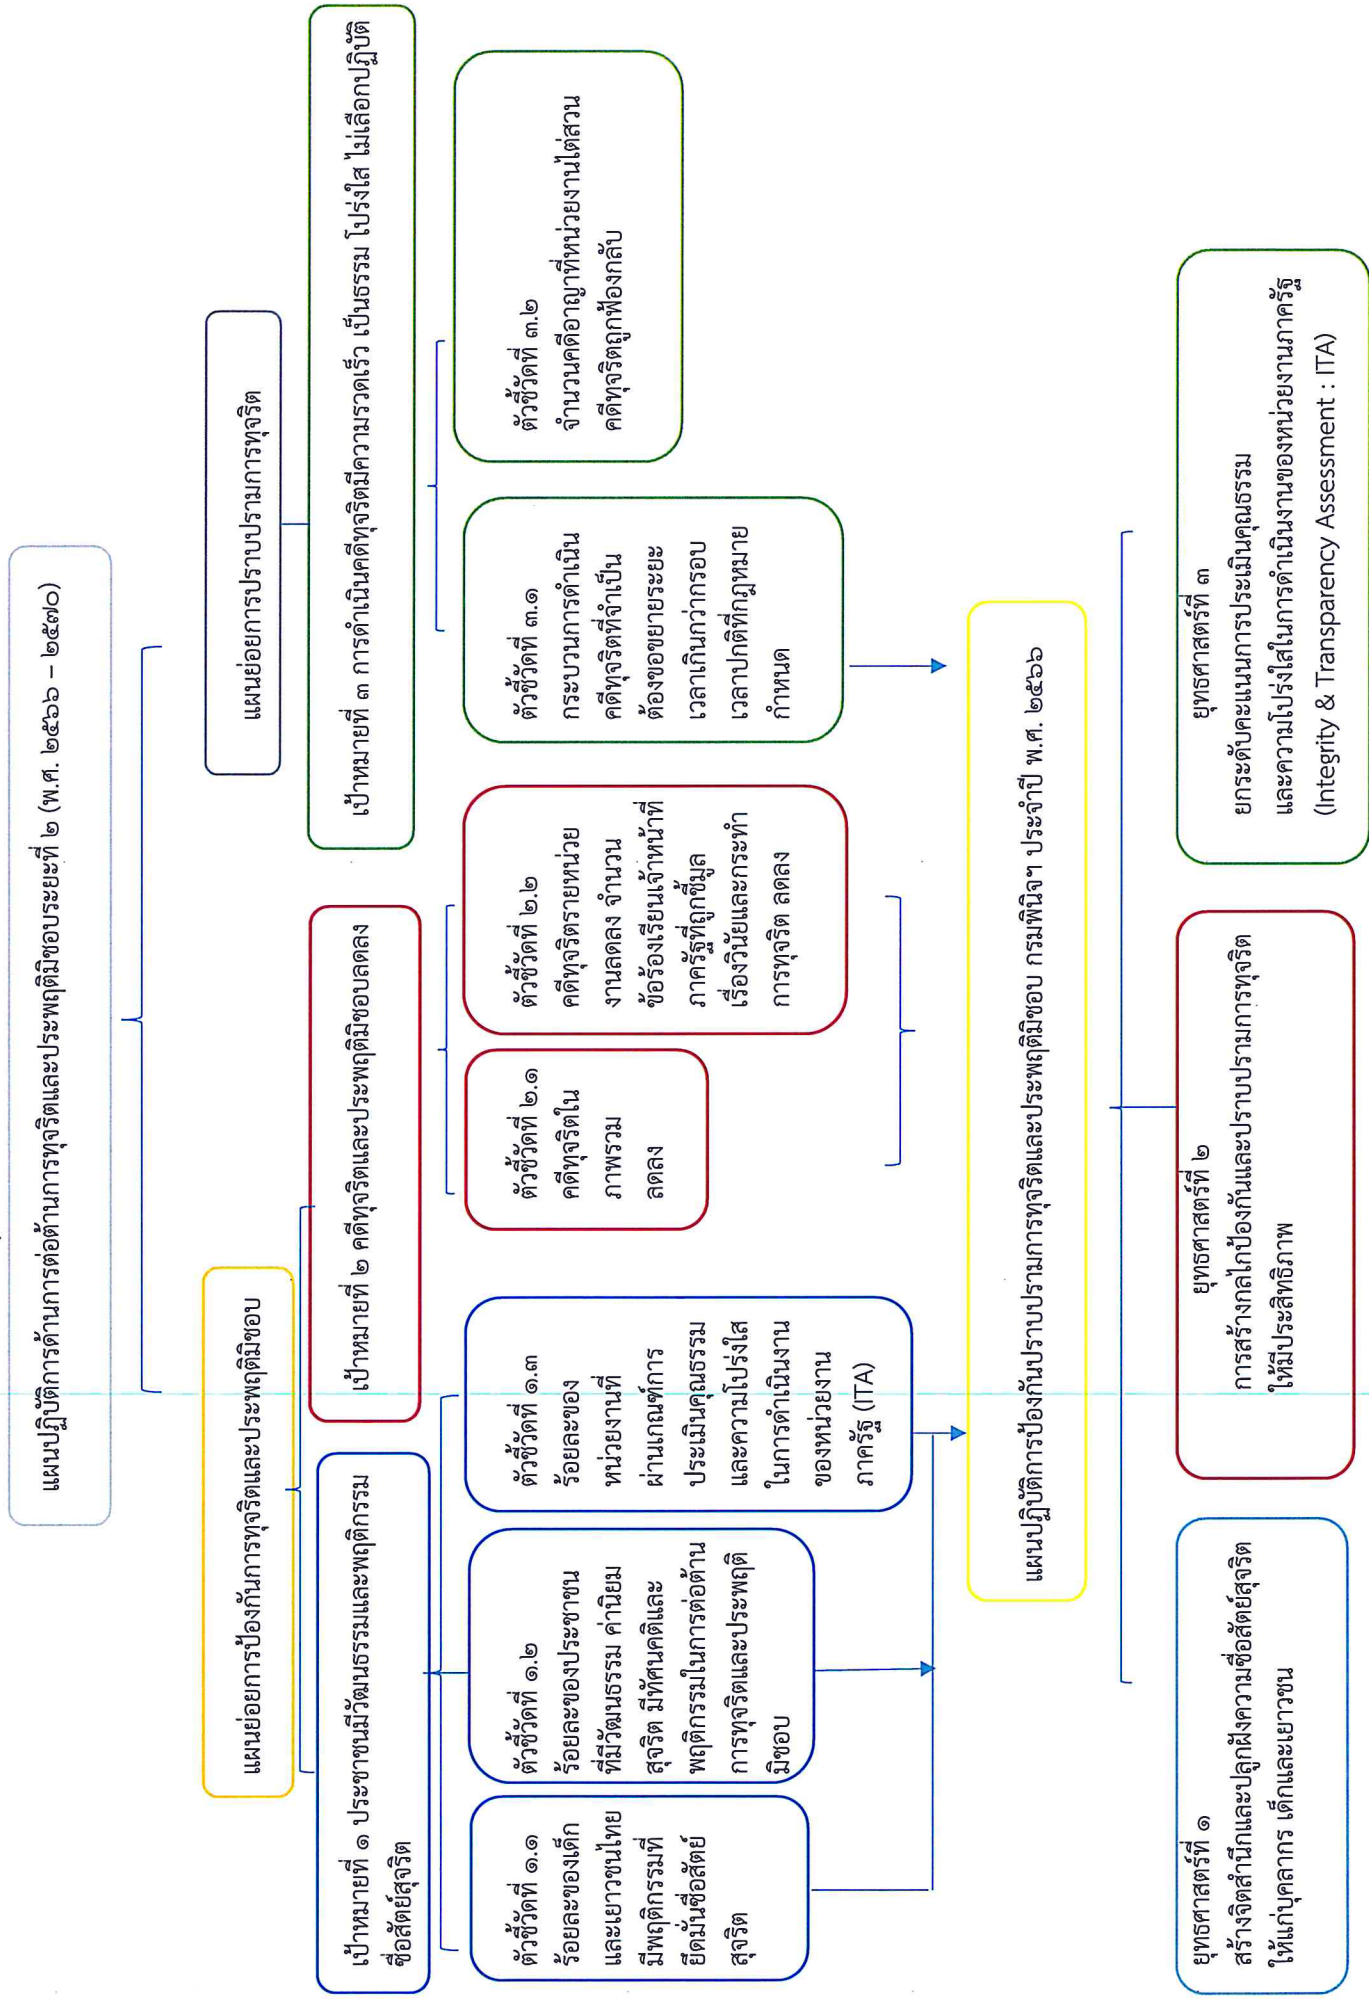 แผนปฏิบัติการด้านการต่อต้านการทุจริตและประพฤติมิชอบระยะที่ ๒ (พ.ศ. ๒๕๖๖ – ๒๕๗๐)
แผนย่อยการป้องกันการทุจริตและประพฤติมิชอบ
แผนย่อยการปราบปรามการทุจริต
เป้าหมายที่ ๑ ประชาชนมีวัฒนธรรมและพฤติกรรม
ซื่อสัตย์สุจริต
เป้าหมายที่ ๒ คดีทุจริตและประพฤติมิชอบลดลง
เป้าหมายที่ ๓ การดำเนินคดีทุจริตมีความรวดเร็ว เป็นธรรม โปร่งใส ไม่เลือกปฏิบัติ
ตัวชี้วัดที่ ๑.๑
ร้อยละของเด็ก
และเยาวชนไทย
มีพฤติกรรมที่
ยึดมั่นซื่อสัตย์
สุจริต
ตัวชี้วัดที่ ๑.๒
ร้อยละของประชาชน
ที่มีวัฒนธรรม ค่านิยม
สุจริต มีทัศนคติและ
พฤติกรรมในการต่อต้าน
การทุจริตและประพฤติ
มิชอบ
ตัวชี้วัดที่ ๑.๓
ร้อยละของ
หน่วยงานที่
ผ่านเกณฑ์การ
ประเมินคุณธรรม
และความโปร่งใส
ในการดำเนินงาน
ของหน่วยงาน
ภาครัฐ (ITA)
ตัวชี้วัดที่ ๒.๑
คดีทุจริตใน
ภาพรวม
ลดลง
ตัวชี้วัดที่ ๒.๒
คดีทุจริตรายหน่วย
งานลดลง จำนวน
ข้อร้องเรียนเจ้าหน้าที่
ภาครัฐที่ถูกชี้มูล
เรื่องวินัยและกระทำ
การทุจริต ลดลง
ตัวชี้วัดที่ ๓.๑
กระบวนการดำเนิน
คดีทุจริตที่จำเป็น
ต้องขอขยายระยะ
เวลาเกินกว่ากรอบ
เวลาปกติที่กฎหมาย
กำหนด
ตัวชี้วัดที่ ๓.๒
จำนวนคดีอาญาที่หน่วยงานไต่สวน
คดีทุจริตถูกฟ้องกลับ
แผนปฏิบัติการป้องกันปราบปรามการทุจริตและประพฤติมิชอบ กรมพินิจฯ ประจำปี พ.ศ. ๒๕๖๖
ยุทธศาสตร์ที่ ๑
สร้างจิตสำนึกและปลูกฝังความซื่อสัตย์สุจริต
ให้แก่บุคลากร เด็กและเยาวชน
ยุทธศาสตร์ที่ ๒
การสร้างกลไกป้องกันและปราบปรามการทุจริต
ให้มีประสิทธิภาพ
ยุทธศาสตร์ที่ ๓
ยกระดับคะแนนการประเมินคุณธรรม
และความโปร่งใสในการดำเนินงานของหน่วยงานภาครัฐ
(Integrity & Transparency Assessment : ITA)